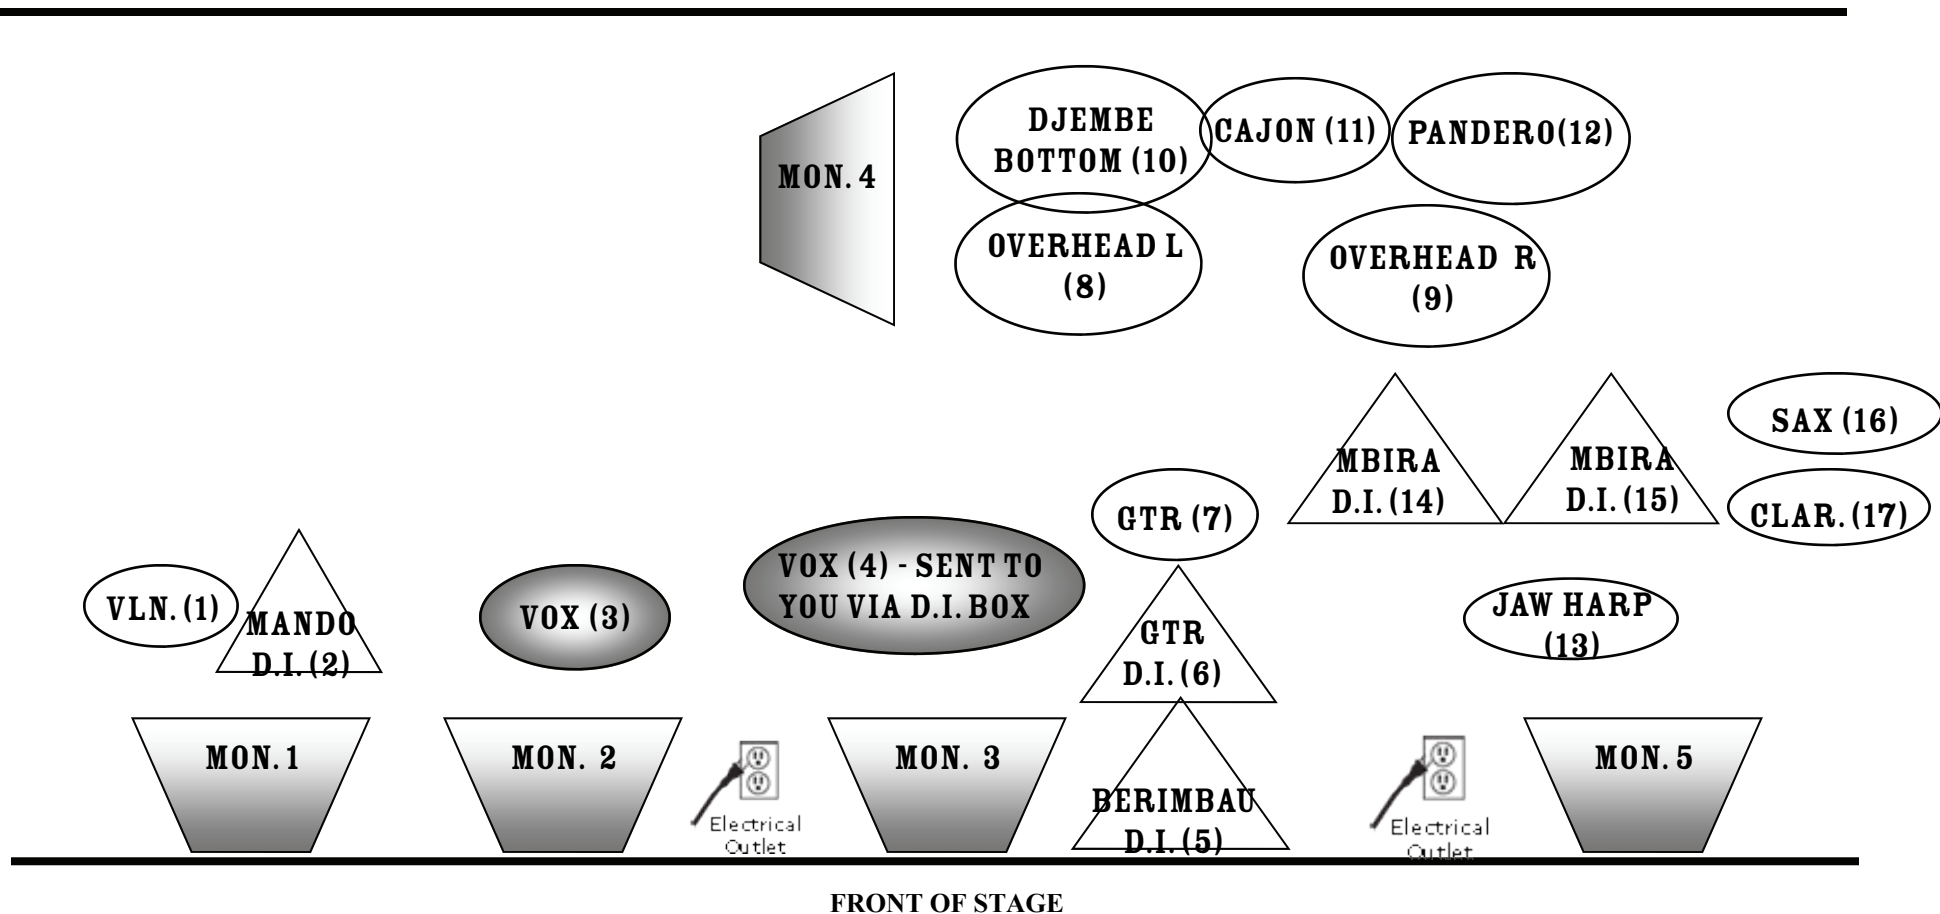 DJEMBE
BOTTOM (10)
CAJON (11)
PANDERO(12)
MON. 4
OVERHEAD L
(8)
OVERHEAD R
(9)
MBIRA
D.I. (14)
MBIRA
D.I. (15)
SAX (16)
CLAR. (17)
GTR (7)
VLN. (1)
MANDO
D.I. (2)
VOX (3)
VOX (4) - SENT TO
YOU VIA D.I. BOX
GTR
D.I. (6)
JAW HARP
(13)
MON. 1
MON. 2
Electrical
Outlet
MON. 3
BERIMBAU
D.I. (5)
Electrical
Outlet
MON. 5
FRONT OF STAGE